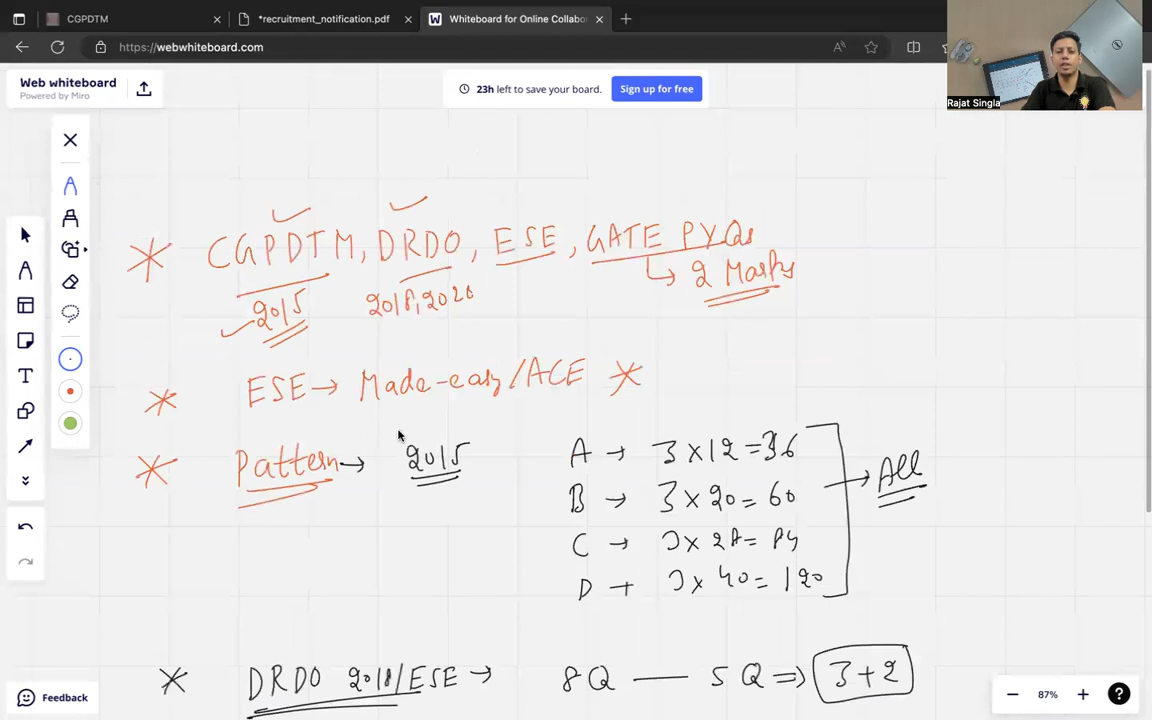 CGPDTM
*recruitment_notification.pdf
Whiteboard for Online Collabo
https://webwhiteboard.com
Rajat Singla
Web whiteboard
Powered by Miro
23h left to save your board.
Sign up for free
* CGPDTM, DRDO, ESE, GATE PYQs
2015
2018, 2020
↳ 2 Marks
* ESE → Made-easy/ACE *
* Pattern → 2015
A → 3 × 12 = 36
B → 3 × 20 = 60
C → 3 × 28 = 84
D → 3 × 40 = 120
→ All
* DRDO 2018/ESE → 8Q — 5Q ⇒ 3+2
Feedback
87%